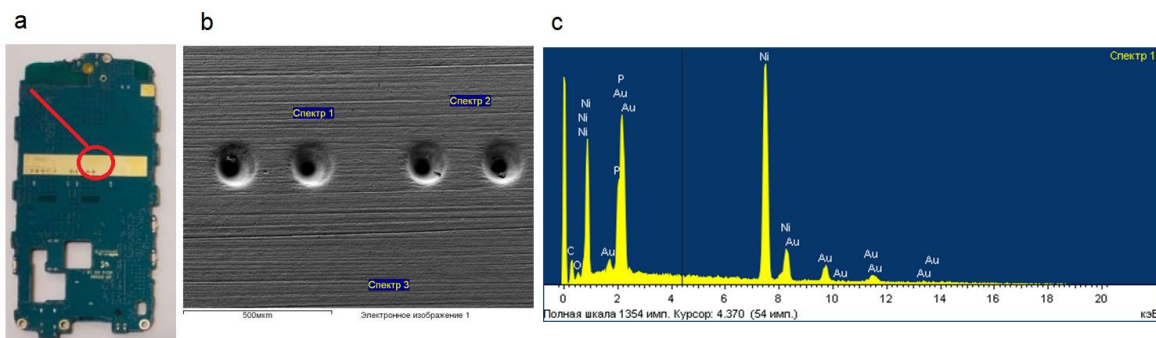 a
b
c
Спектр 1
Спектр 2
Спектр 3
500мкm
Электронное изображение 1
Спектр 1
Ni
P
Au
Au
Ni
Ni
Ni
P
C
O
Au
Ni
Au
Au
Au
Au
Au
Au
Au
0 2 4 6 8 10 12 14 16 18 20
Полная шкала 1354 имп. Курсор: 4.370 (54 имп.)
кэВ